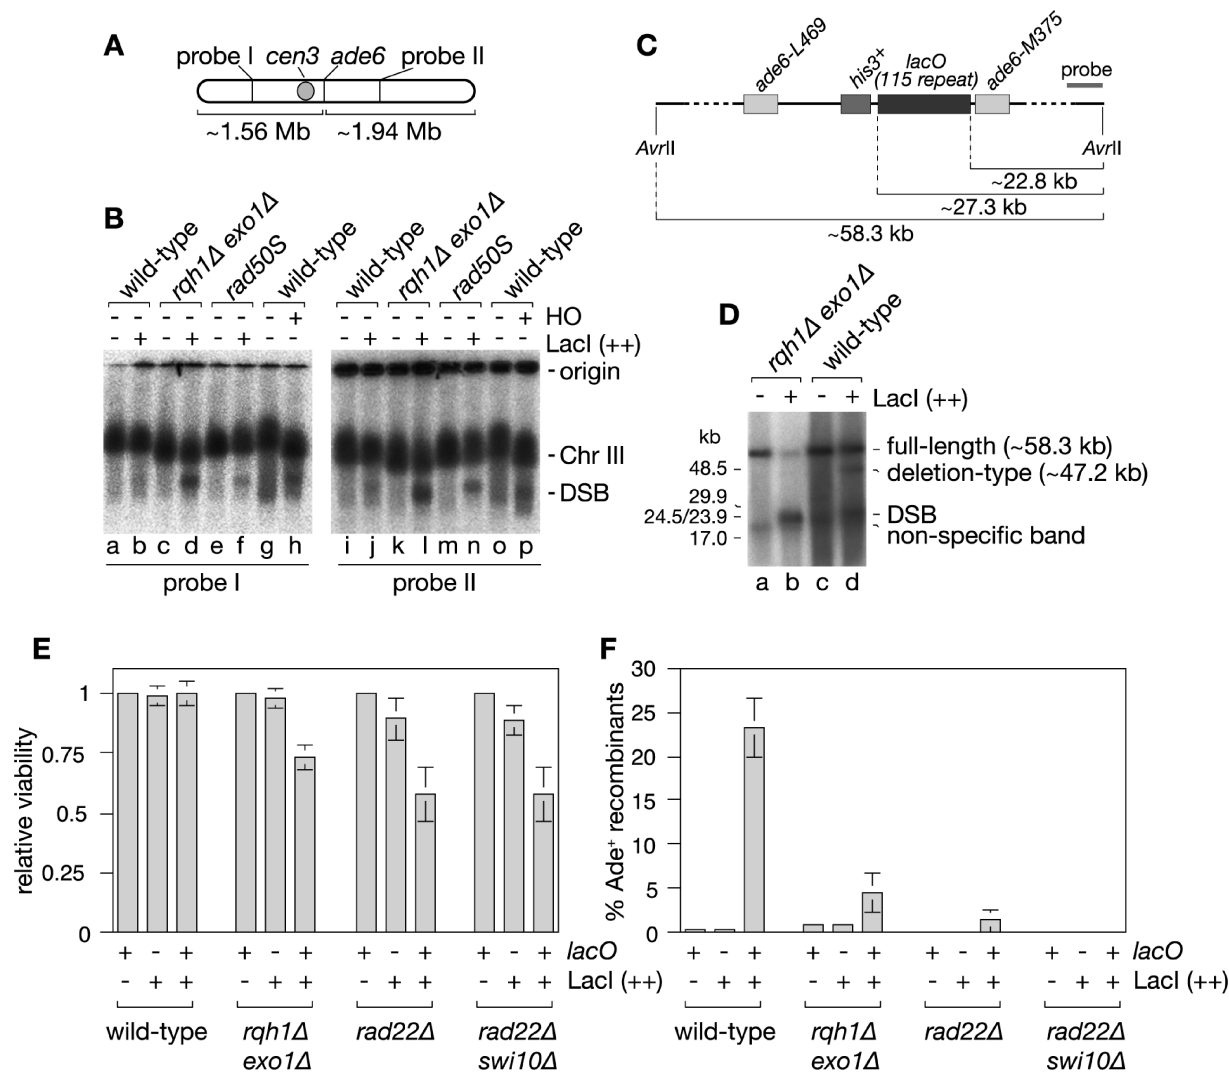 A
probe I cen3 ade6 probe II
~1.56 Mb ~1.94 Mb
B
wild-type rqh1Δ exo1Δ rad50S wild-type wild-type rqh1Δ exo1Δ rad50S wild-type
- - - - - - - + - - - - - - - + HO
- + - + - + - - - + - + - + - - LacI (++)
origin
Chr III
DSB
a b c d e f g h i j k l m n o p
probe I probe II
C
ade6-L469 his3+ lacO (115 repeat) ade6-M375 probe
AvrII AvrII
~22.8 kb
~27.3 kb
~58.3 kb
D
rqh1Δ exo1Δ wild-type
- + - + LacI (++)
kb
48.5
29.9
24.5/23.9
17.0
full-length (~58.3 kb)
deletion-type (~47.2 kb)
DSB
non-specific band
a b c d
E
relative viability
1
0.75
0.5
0.25
0
+ - + + - + + - + + - + lacO
- + + - + + - + + - + + LacI (++)
wild-type rqh1Δ rad22Δ rad22Δ
exo1Δ swi10Δ
F
% Ade+ recombinants
30
25
20
15
10
5
0
+ - + + - + + - + + - + lacO
- + + - + + - + + - + + LacI (++)
wild-type rqh1Δ rad22Δ rad22Δ
exo1Δ swi10Δ